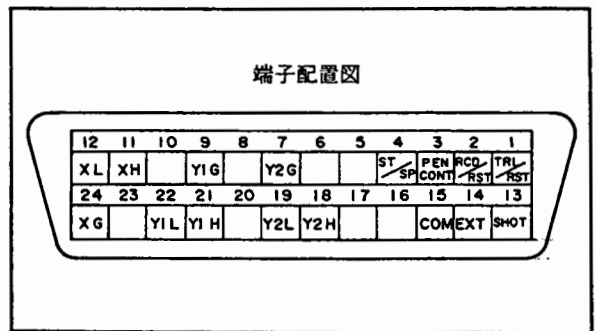 端子配置図
12 11 10 9 8 7 6 5 4 3 2 1
XL XH Y1G Y2G ST/SP PEN CONT RCD/RST TRL/RST
24 23 22 21 20 19 18 17 16 15 14 13
XG Y1L Y1H Y2L Y2H COM EXT SHOT